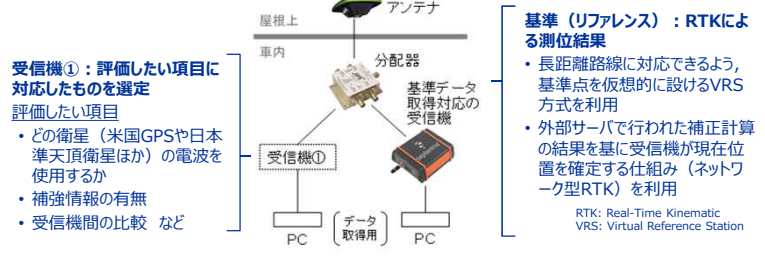 アンテナ
屋根上
車内
分配器
基準データ
取得対応の
受信機
受信機①
PC
データ
取得用
PC
受信機①：評価したい項目に
対応したものを選定
評価したい項目
• どの衛星（米国GPSや日本
準天頂衛星ほか）の電波を
使用するか
• 補強情報の有無
• 受信機間の比較 など
基準（リファレンス）：RTKによ
る測位結果
• 長距離路線に対応できるよう,
基準点を仮想的に設けるVRS
方式を利用
• 外部サーバで行われた補正計算
の結果を基に受信機が現在位
置を確定する仕組み（ネットワ
ーク型RTK）を利用
RTK: Real-Time Kinematic
VRS: Virtual Reference Station